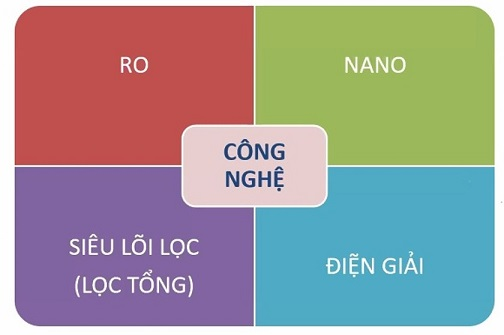 RO
NANO
CÔNG
NGHỆ
SIÊU LÕI LỌC
(LỌC TỔNG)
ĐIỆN GIẢI